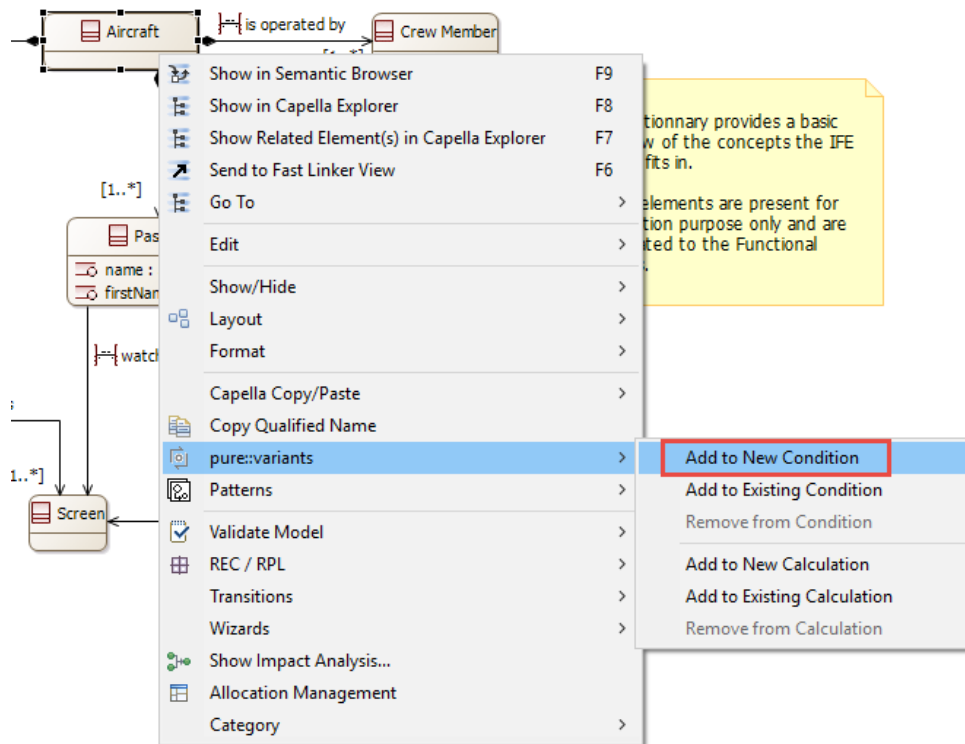 Aircraft
is operated by
Crew Member
Show in Semantic Browser F9
Show in Capella Explorer F8
Show Related Element(s) in Capella Explorer F7
Send to Fast Linker View F6
Go To
Edit
Show/Hide
Layout
Format
Capella Copy/Paste
Copy Qualified Name
pure::variants
Patterns
Validate Model
REC / RPL
Transitions
Wizards
Show Impact Analysis...
Allocation Management
Category
Add to New Condition
Add to Existing Condition
Remove from Condition
Add to New Calculation
Add to Existing Calculation
Remove from Calculation
tionnary provides a basic
w of the concepts the IFE
fits in.
elements are present for
tion purpose only and are
ted to the Functional
[1..*]
Pas
name :
firstNar
watch
1..*]
Screen